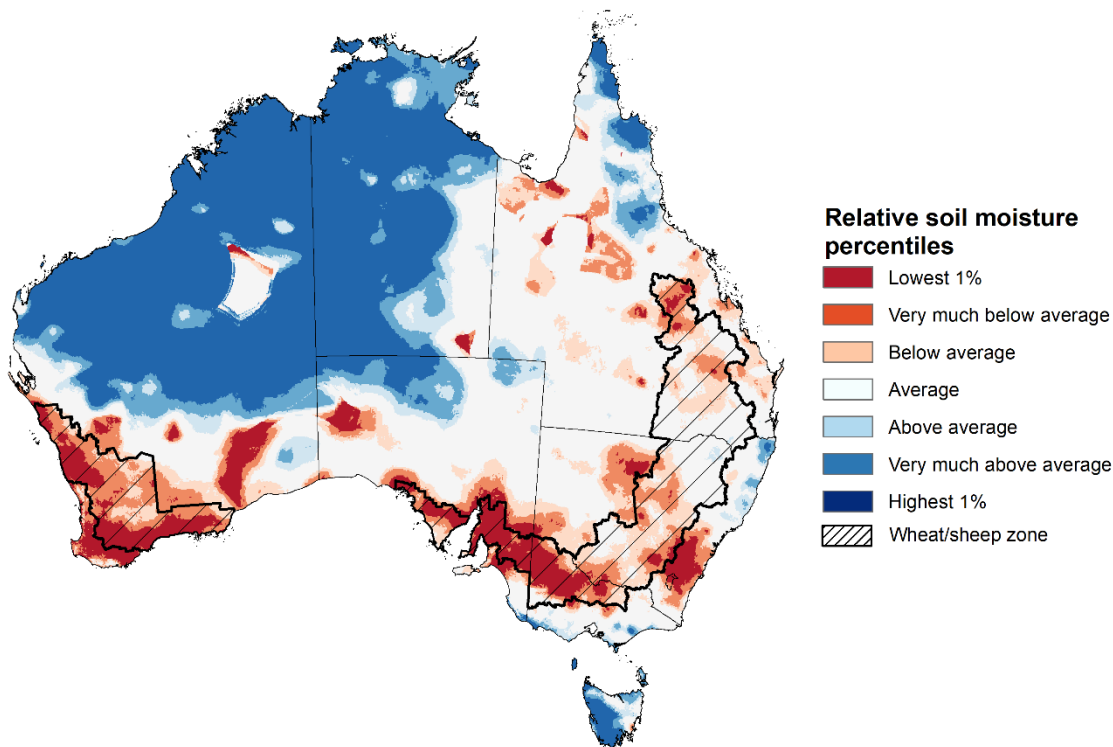 Relative soil moisture
percentiles
Lowest 1%
Very much below average
Below average
Average
Above average
Very much above average
Highest 1%
Wheat/sheep zone